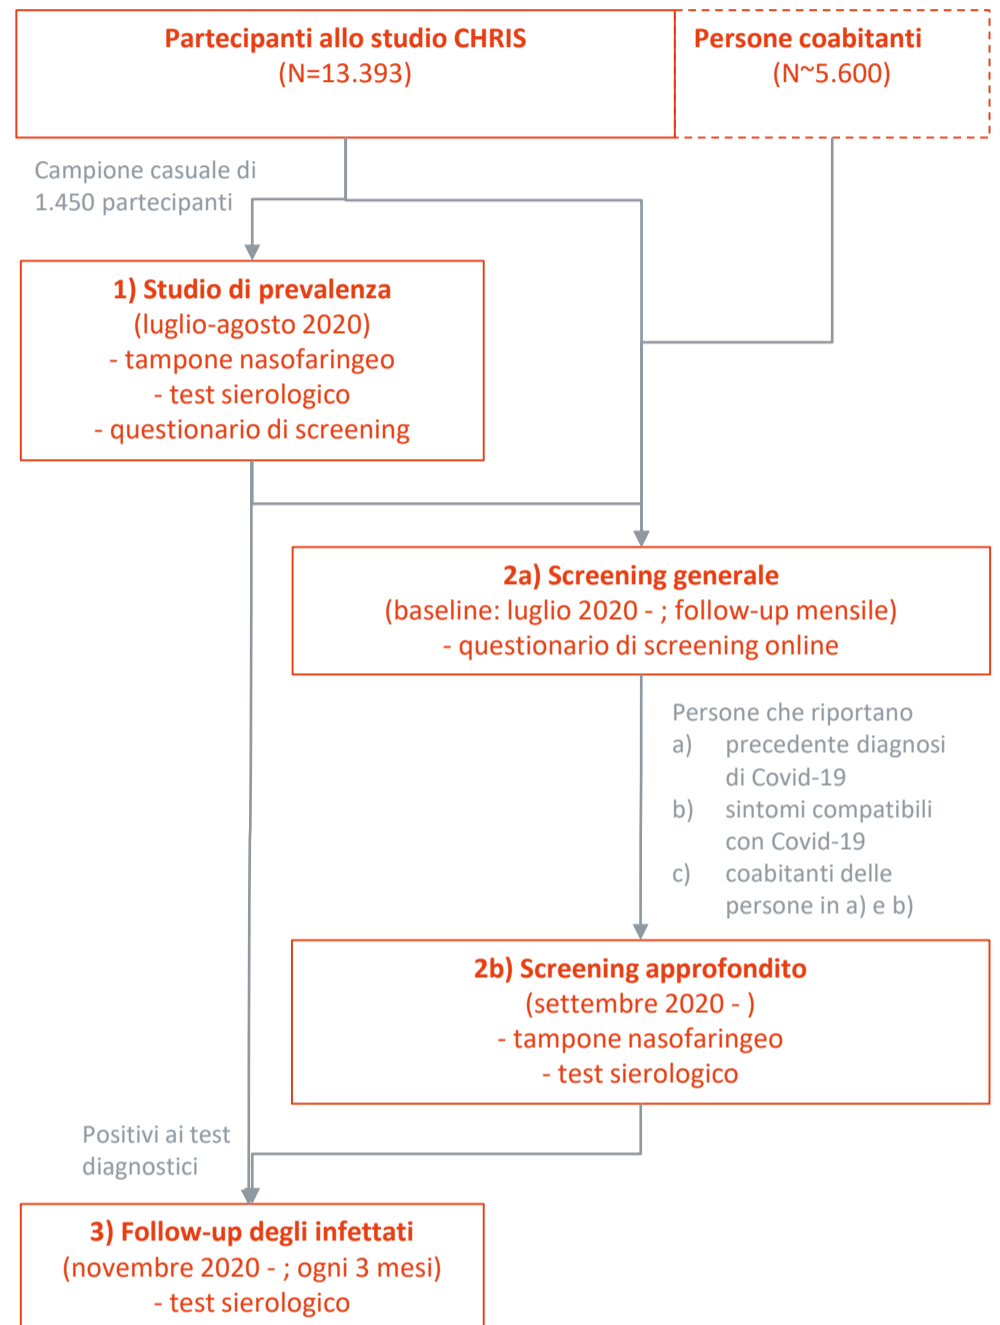 Partecipanti allo studio CHRIS
(N=13.393)
Persone coabitanti
(N~5.600)
Campione casuale di
1.450 partecipanti
1) Studio di prevalenza
(luglio-agosto 2020)
- tampone nasofaringeo
- test sierologico
- questionario di screening
2a) Screening generale
(baseline: luglio 2020 - ; follow-up mensile)
- questionario di screening online
Persone che riportano
a) precedente diagnosi
di Covid-19
b) sintomi compatibili
con Covid-19
c) coabitanti delle
persone in a) e b)
2b) Screening approfondito
(settembre 2020 - )
- tampone nasofaringeo
- test sierologico
Positivi ai test
diagnostici
3) Follow-up degli infettati
(novembre 2020 - ; ogni 3 mesi)
- test sierologico